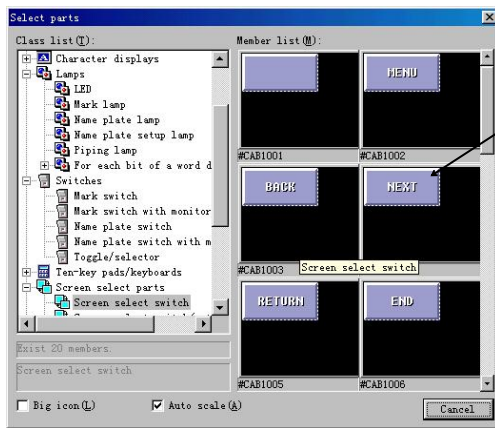 Select parts
Class list(T):
Member list(M):
Character displays
Lamps
LED
Mark lamp
Name plate lamp
Name plate setup lamp
Piping lamp
For each bit of a word d
Switches
Mark switch
Mark switch with monitor
Name plate switch
Name plate switch with m
Toggle/selector
Ten-key pads/keyboards
Screen select parts
Screen select switch
Exist 20 members.
Screen select switch
Big icon(L)
Auto scale(A)
MENU
#CAB1001
#CAB1002
BACK
NEXT
#CAB1003
Screen select switch
RETURN
END
#CAB1005
#CAB1006
Cancel